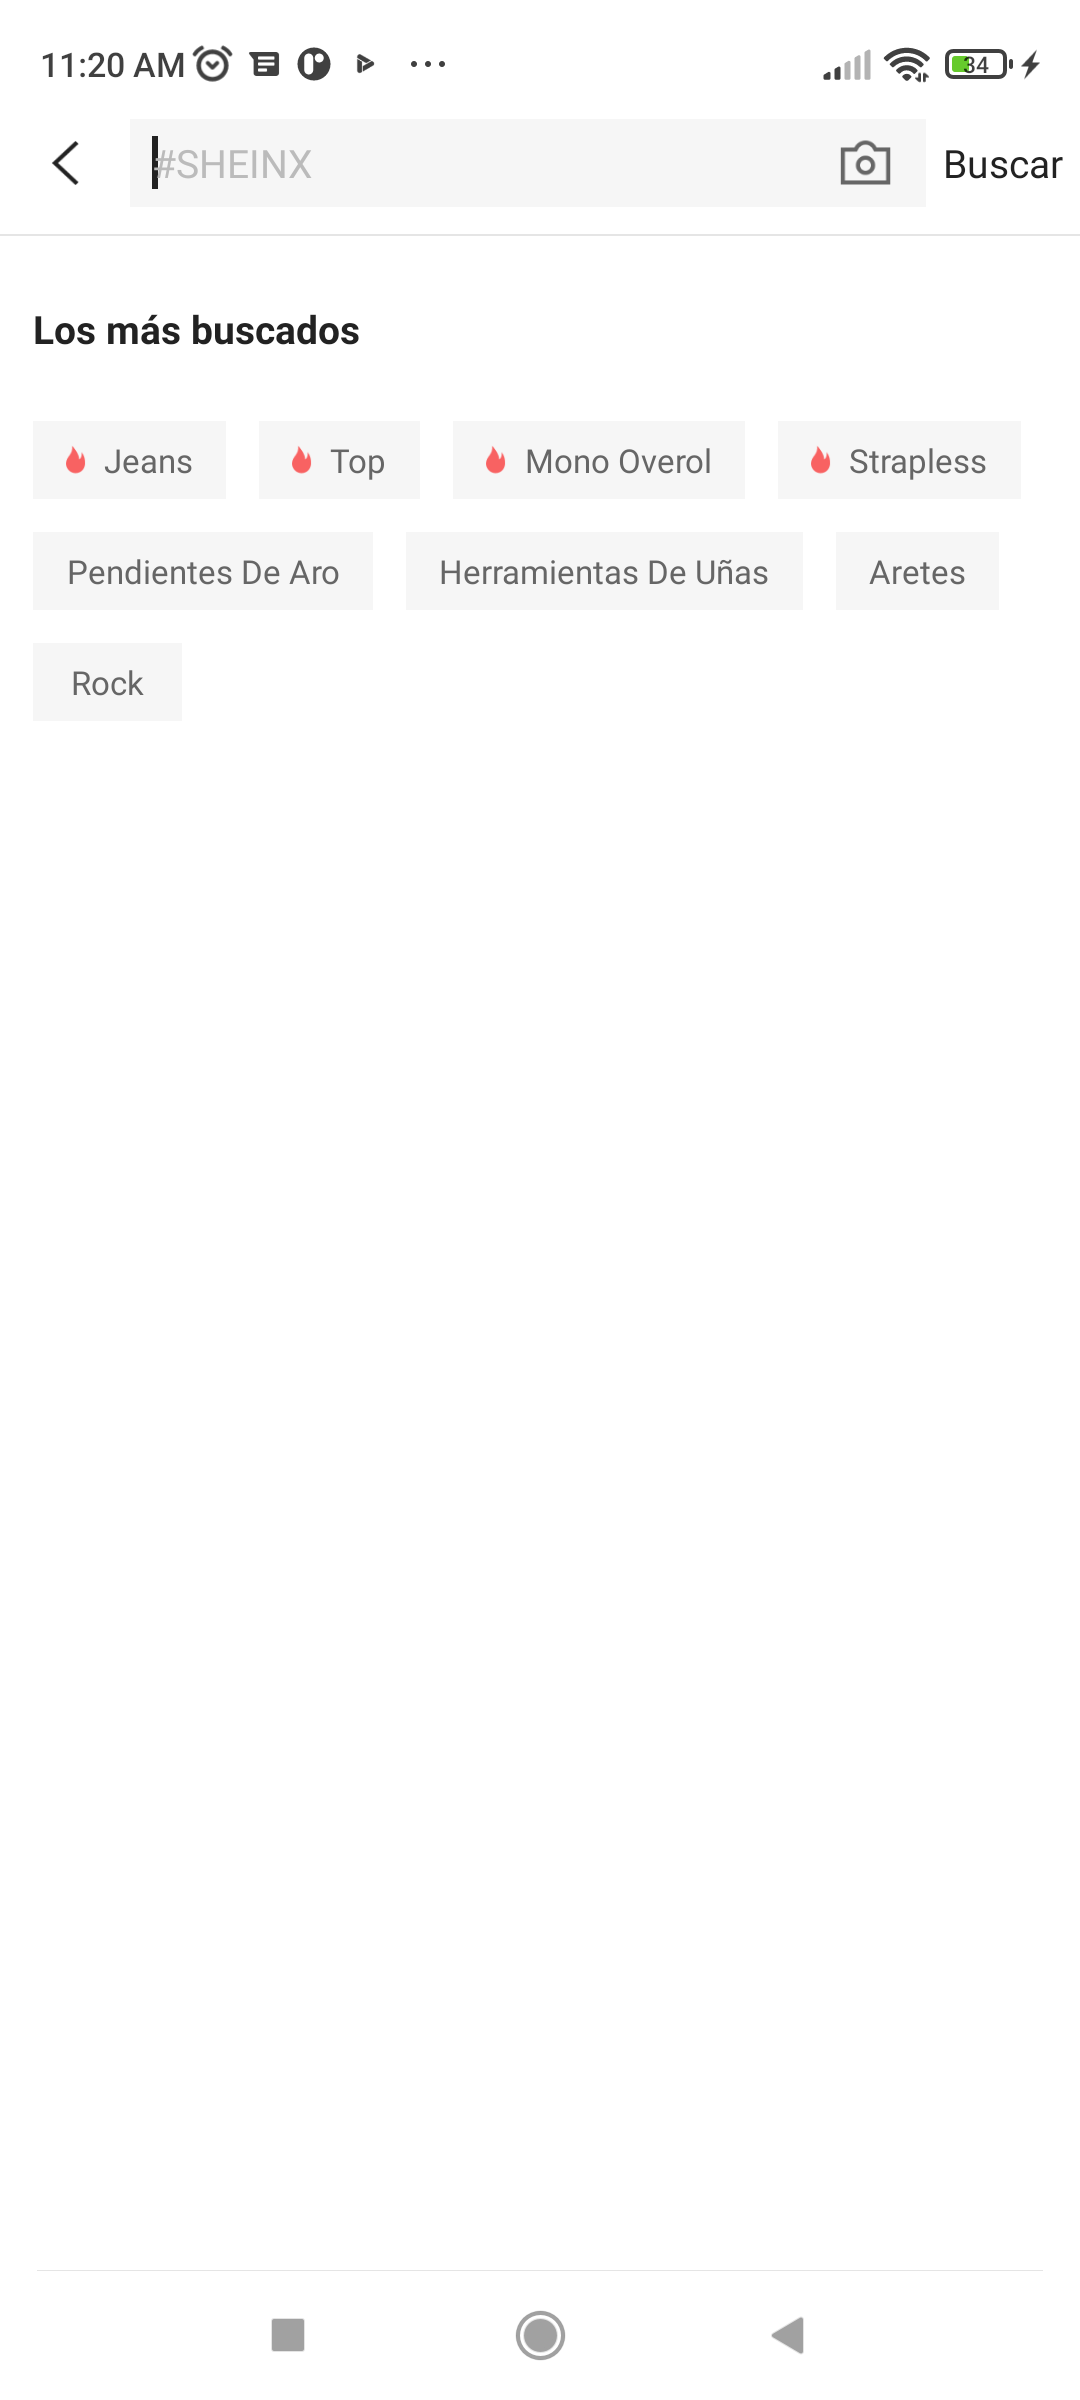 11:20 AM 34
#SHEINX Buscar
Los más buscados
Jeans Top Mono Overol Strapless
Pendientes De Aro Herramientas De Uñas Aretes
Rock